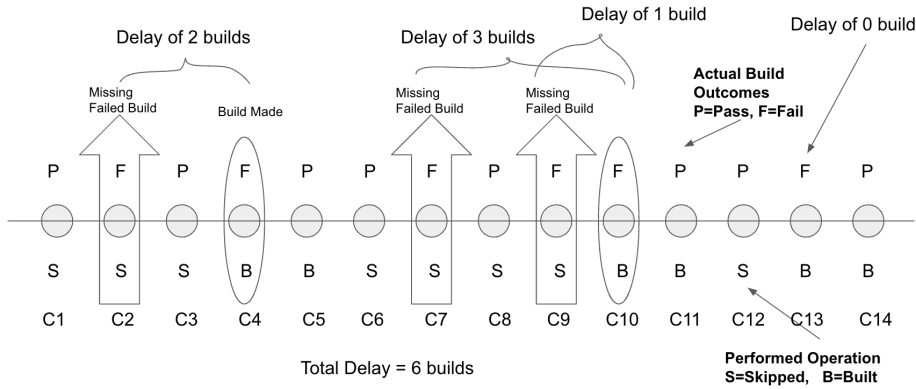 Delay of 2 builds
Delay of 3 builds
Delay of 1 build
Delay of 0 build
Missing
Failed Build
Build Made
Missing
Failed Build
Missing
Failed Build
Actual Build
Outcomes
P=Pass, F=Fail
P F P F P P F P F F P P F P
S S S B B S S S S B B S B B
C1 C2 C3 C4 C5 C6 C7 C8 C9 C10 C11 C12 C13 C14
Total Delay = 6 builds
Performed Operation
S=Skipped, B=Built